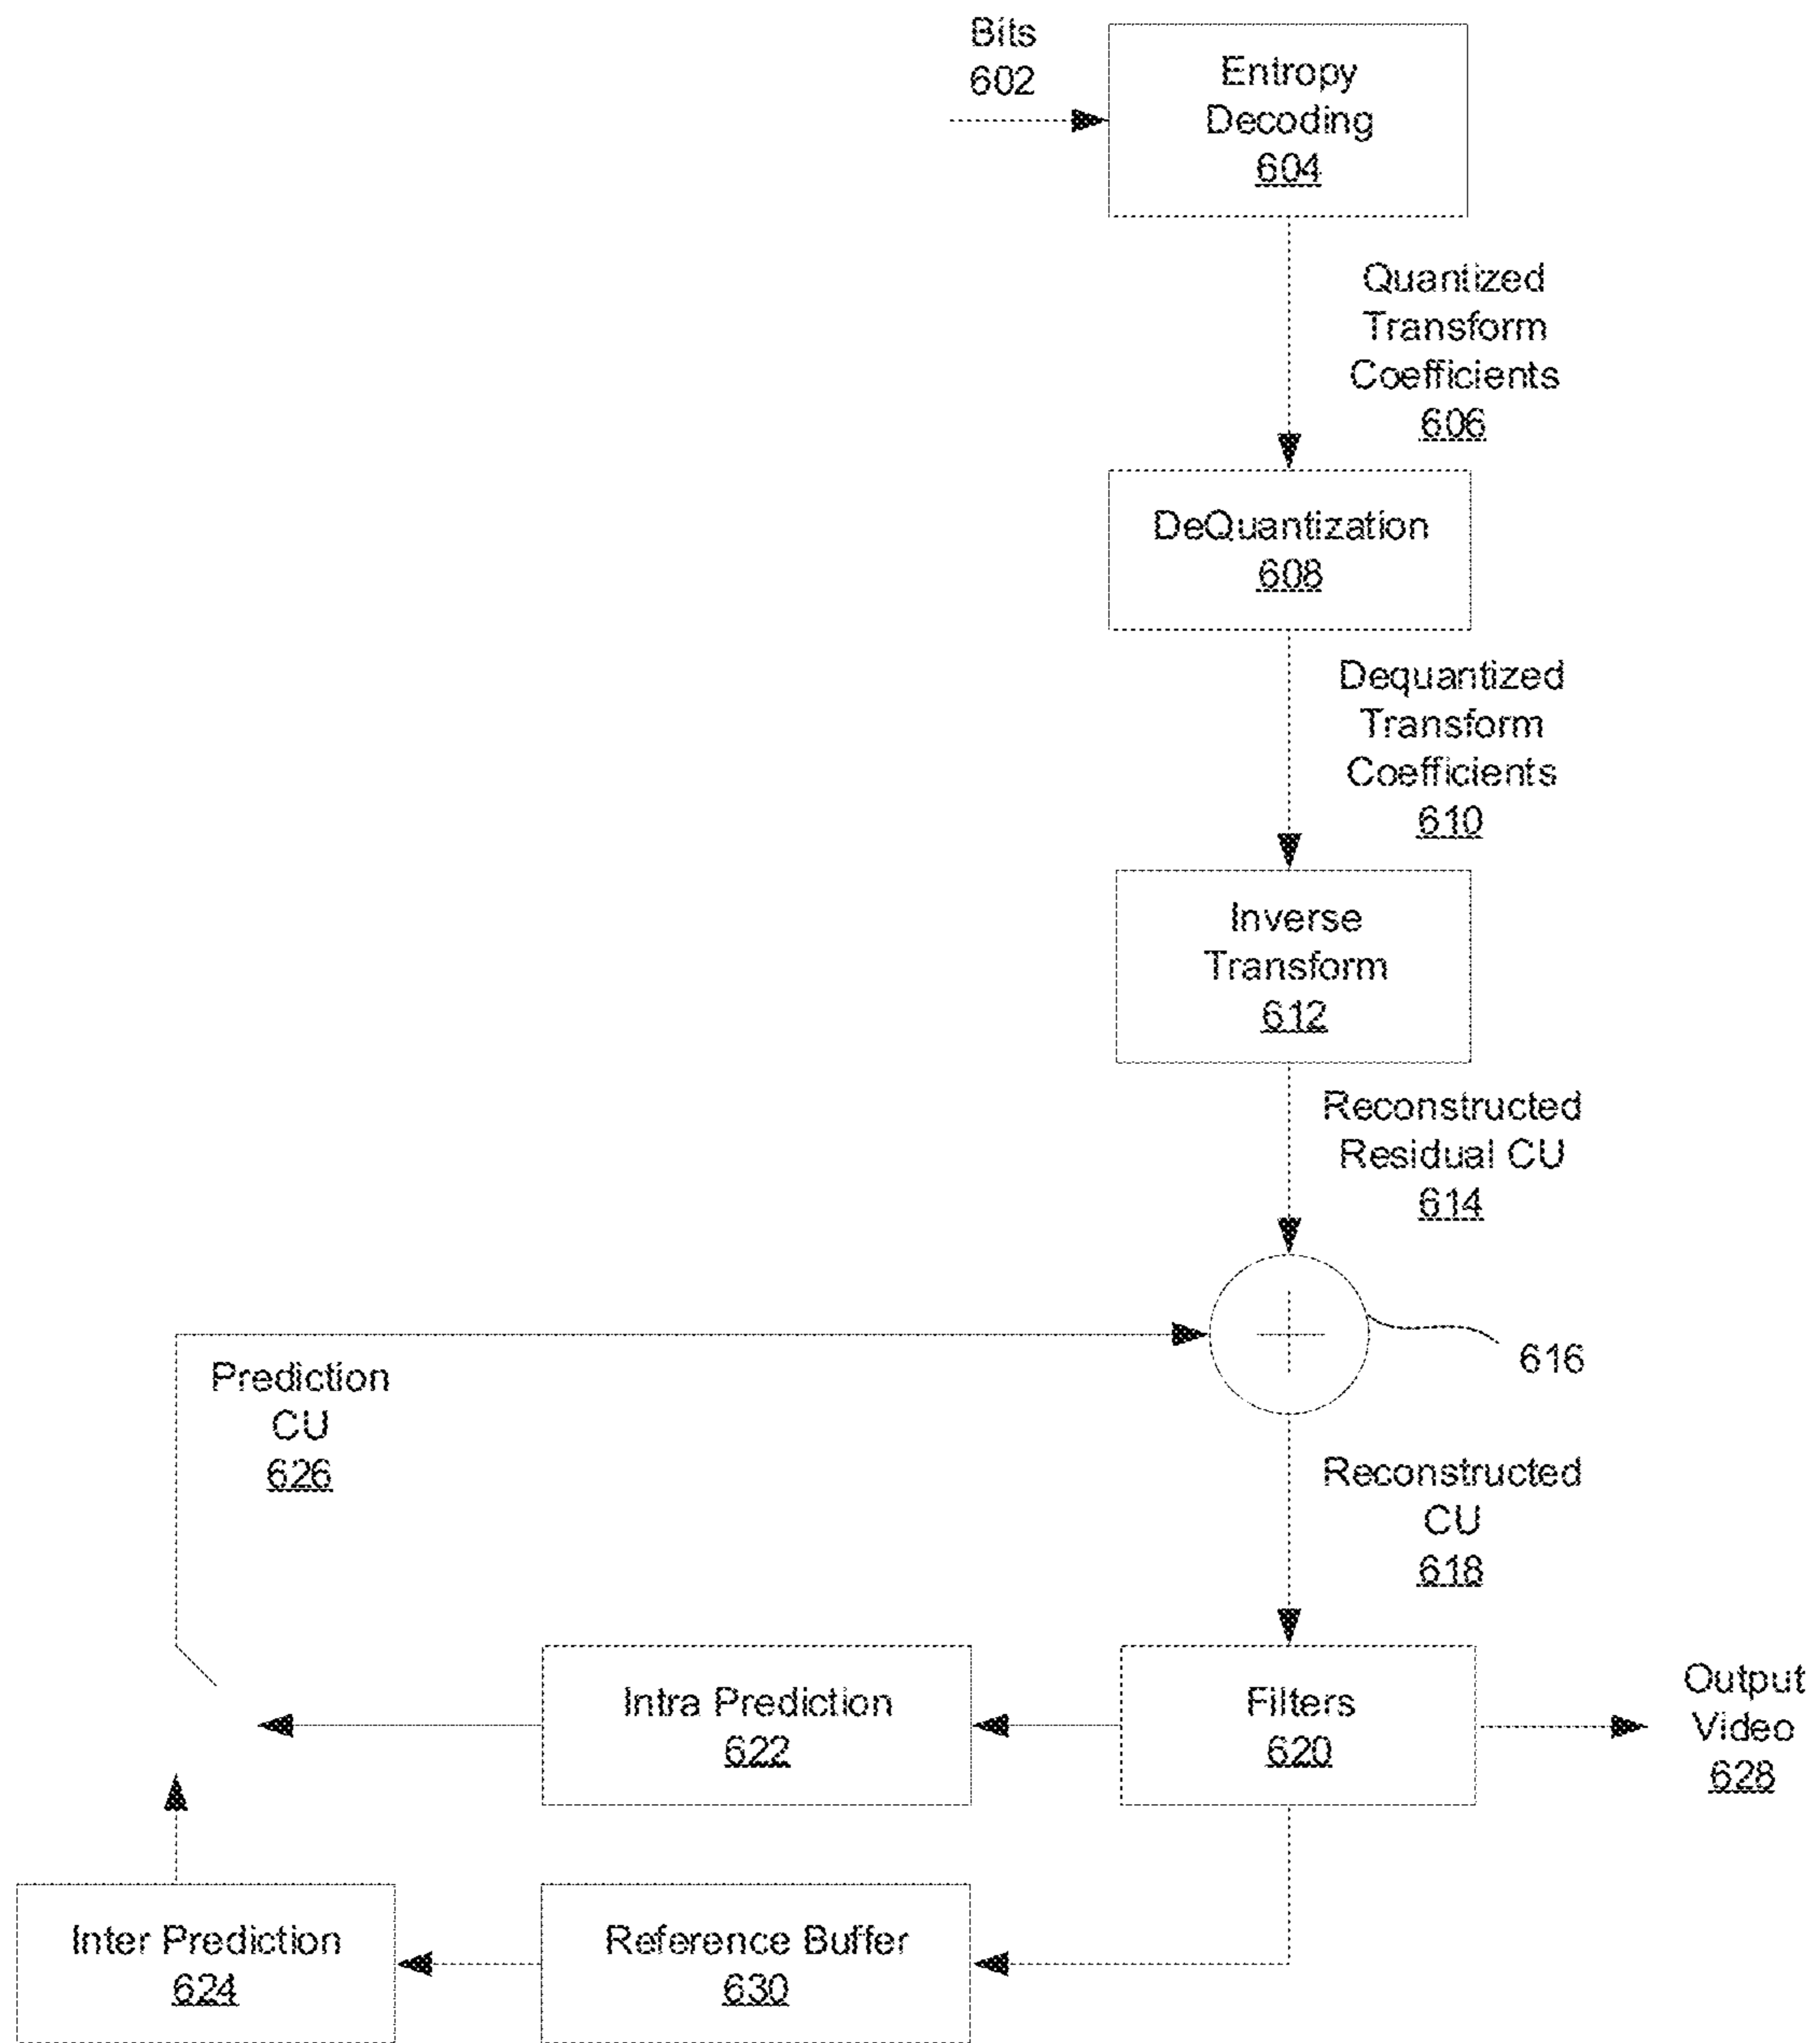 Bits
602
Entropy
Decoding
604
Quantized
Transform
Coefficients
606
DeQuantization
608
Dequantized
Transform
Coefficients
610
Inverse
Transform
612
Reconstructed
Residual CU
614
616
Prediction
CU
626
Reconstructed
CU
618
Intra Prediction
622
Filters
620
Output
Video
628
Inter Prediction
624
Reference Buffer
630